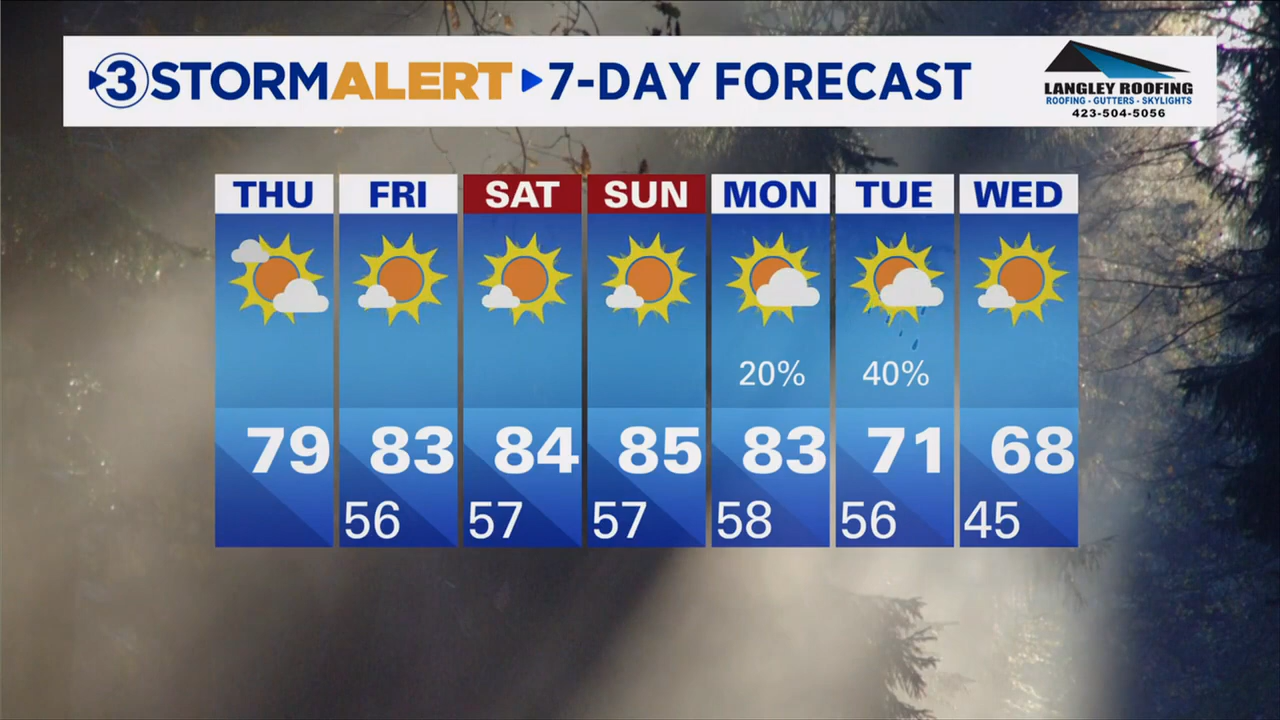 3 STORMALERT 7-DAY FORECAST
LANGLEY ROOFING
ROOFING - GUTTERS - SKYLIGHTS
423-504-5056
THU FRI SAT SUN MON TUE WED
20% 40%
79 83 84 85 83 71 68
56 57 57 58 56 45